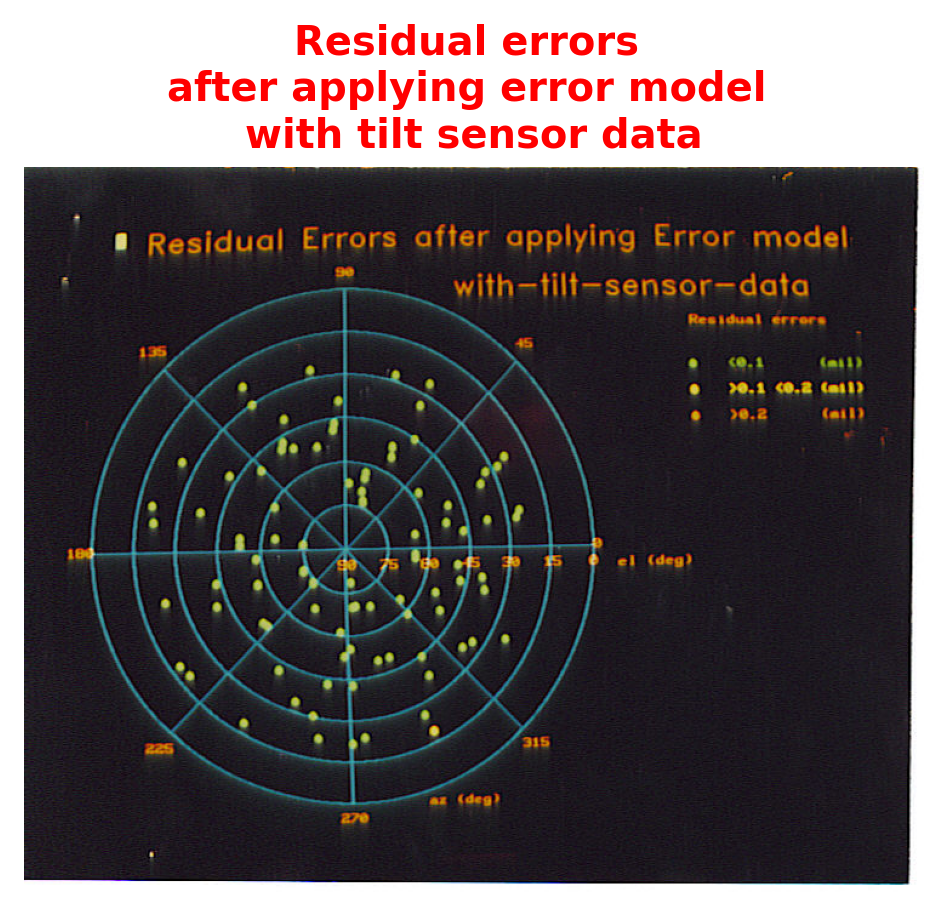 Residual errors
after applying error model
with tilt sensor data
Residual Errors after applying Error model
with-tilt-sensor-data
Residual errors
<0.1 (mil)
>0.1 <0.2 (mil)
>0.2 (mil)
90
45
135
180
90 75 60 45 30 15 0 el (deg)
0
225
315
270
az (deg)